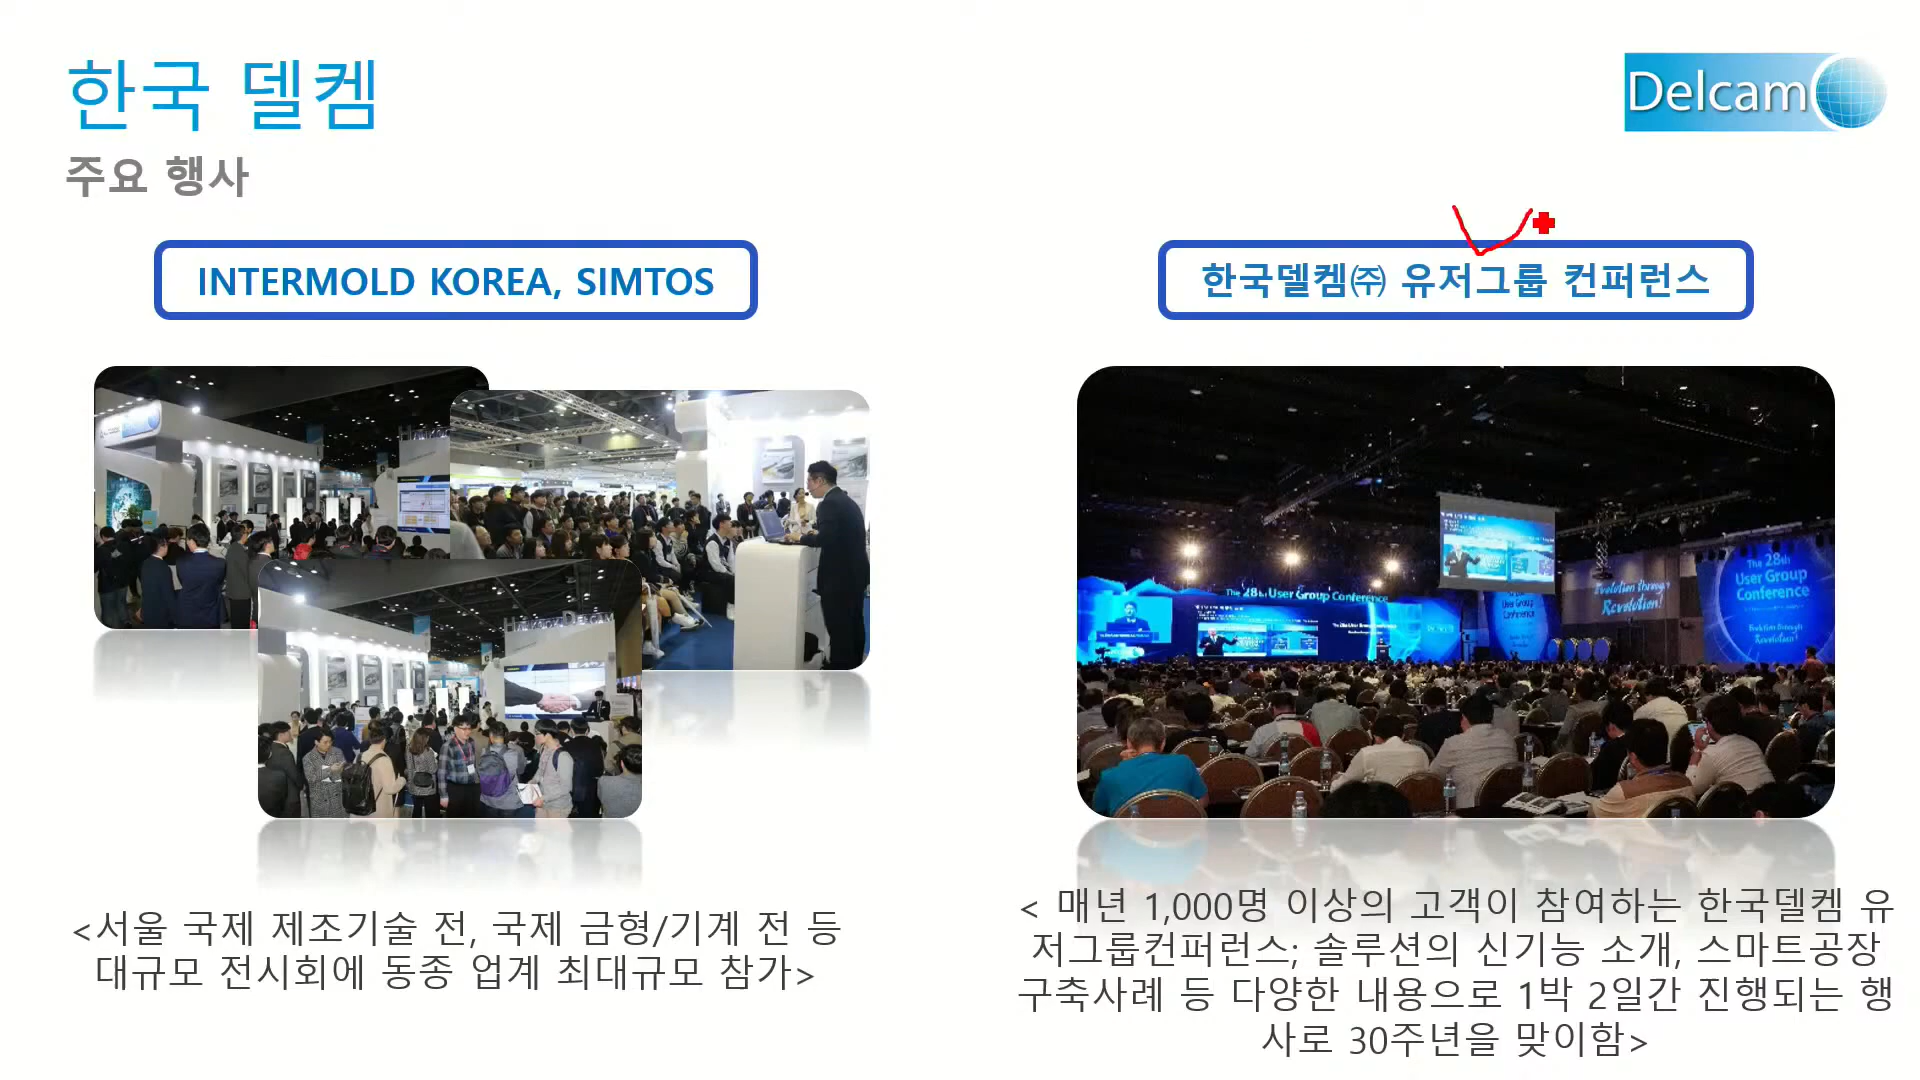 한국 델켐
Delcam
주요 행사
INTERMOLD KOREA, SIMTOS
한국델켐㈜ 유저그룹 컨퍼런스
Delcam
The 28th User Group Conference
Evolution through
Revolution!
The 28th
User Group
Conference
Evolution through
Revolution!
<서울 국제 제조기술 전, 국제 금형/기계 전 등
대규모 전시회에 동종 업계 최대규모 참가>
< 매년 1,000명 이상의 고객이 참여하는 한국델켐 유
저그룹컨퍼런스; 솔루션의 신기능 소개, 스마트공장
구축사례 등 다양한 내용으로 1박 2일간 진행되는 행
사로 30주년을 맞이함>